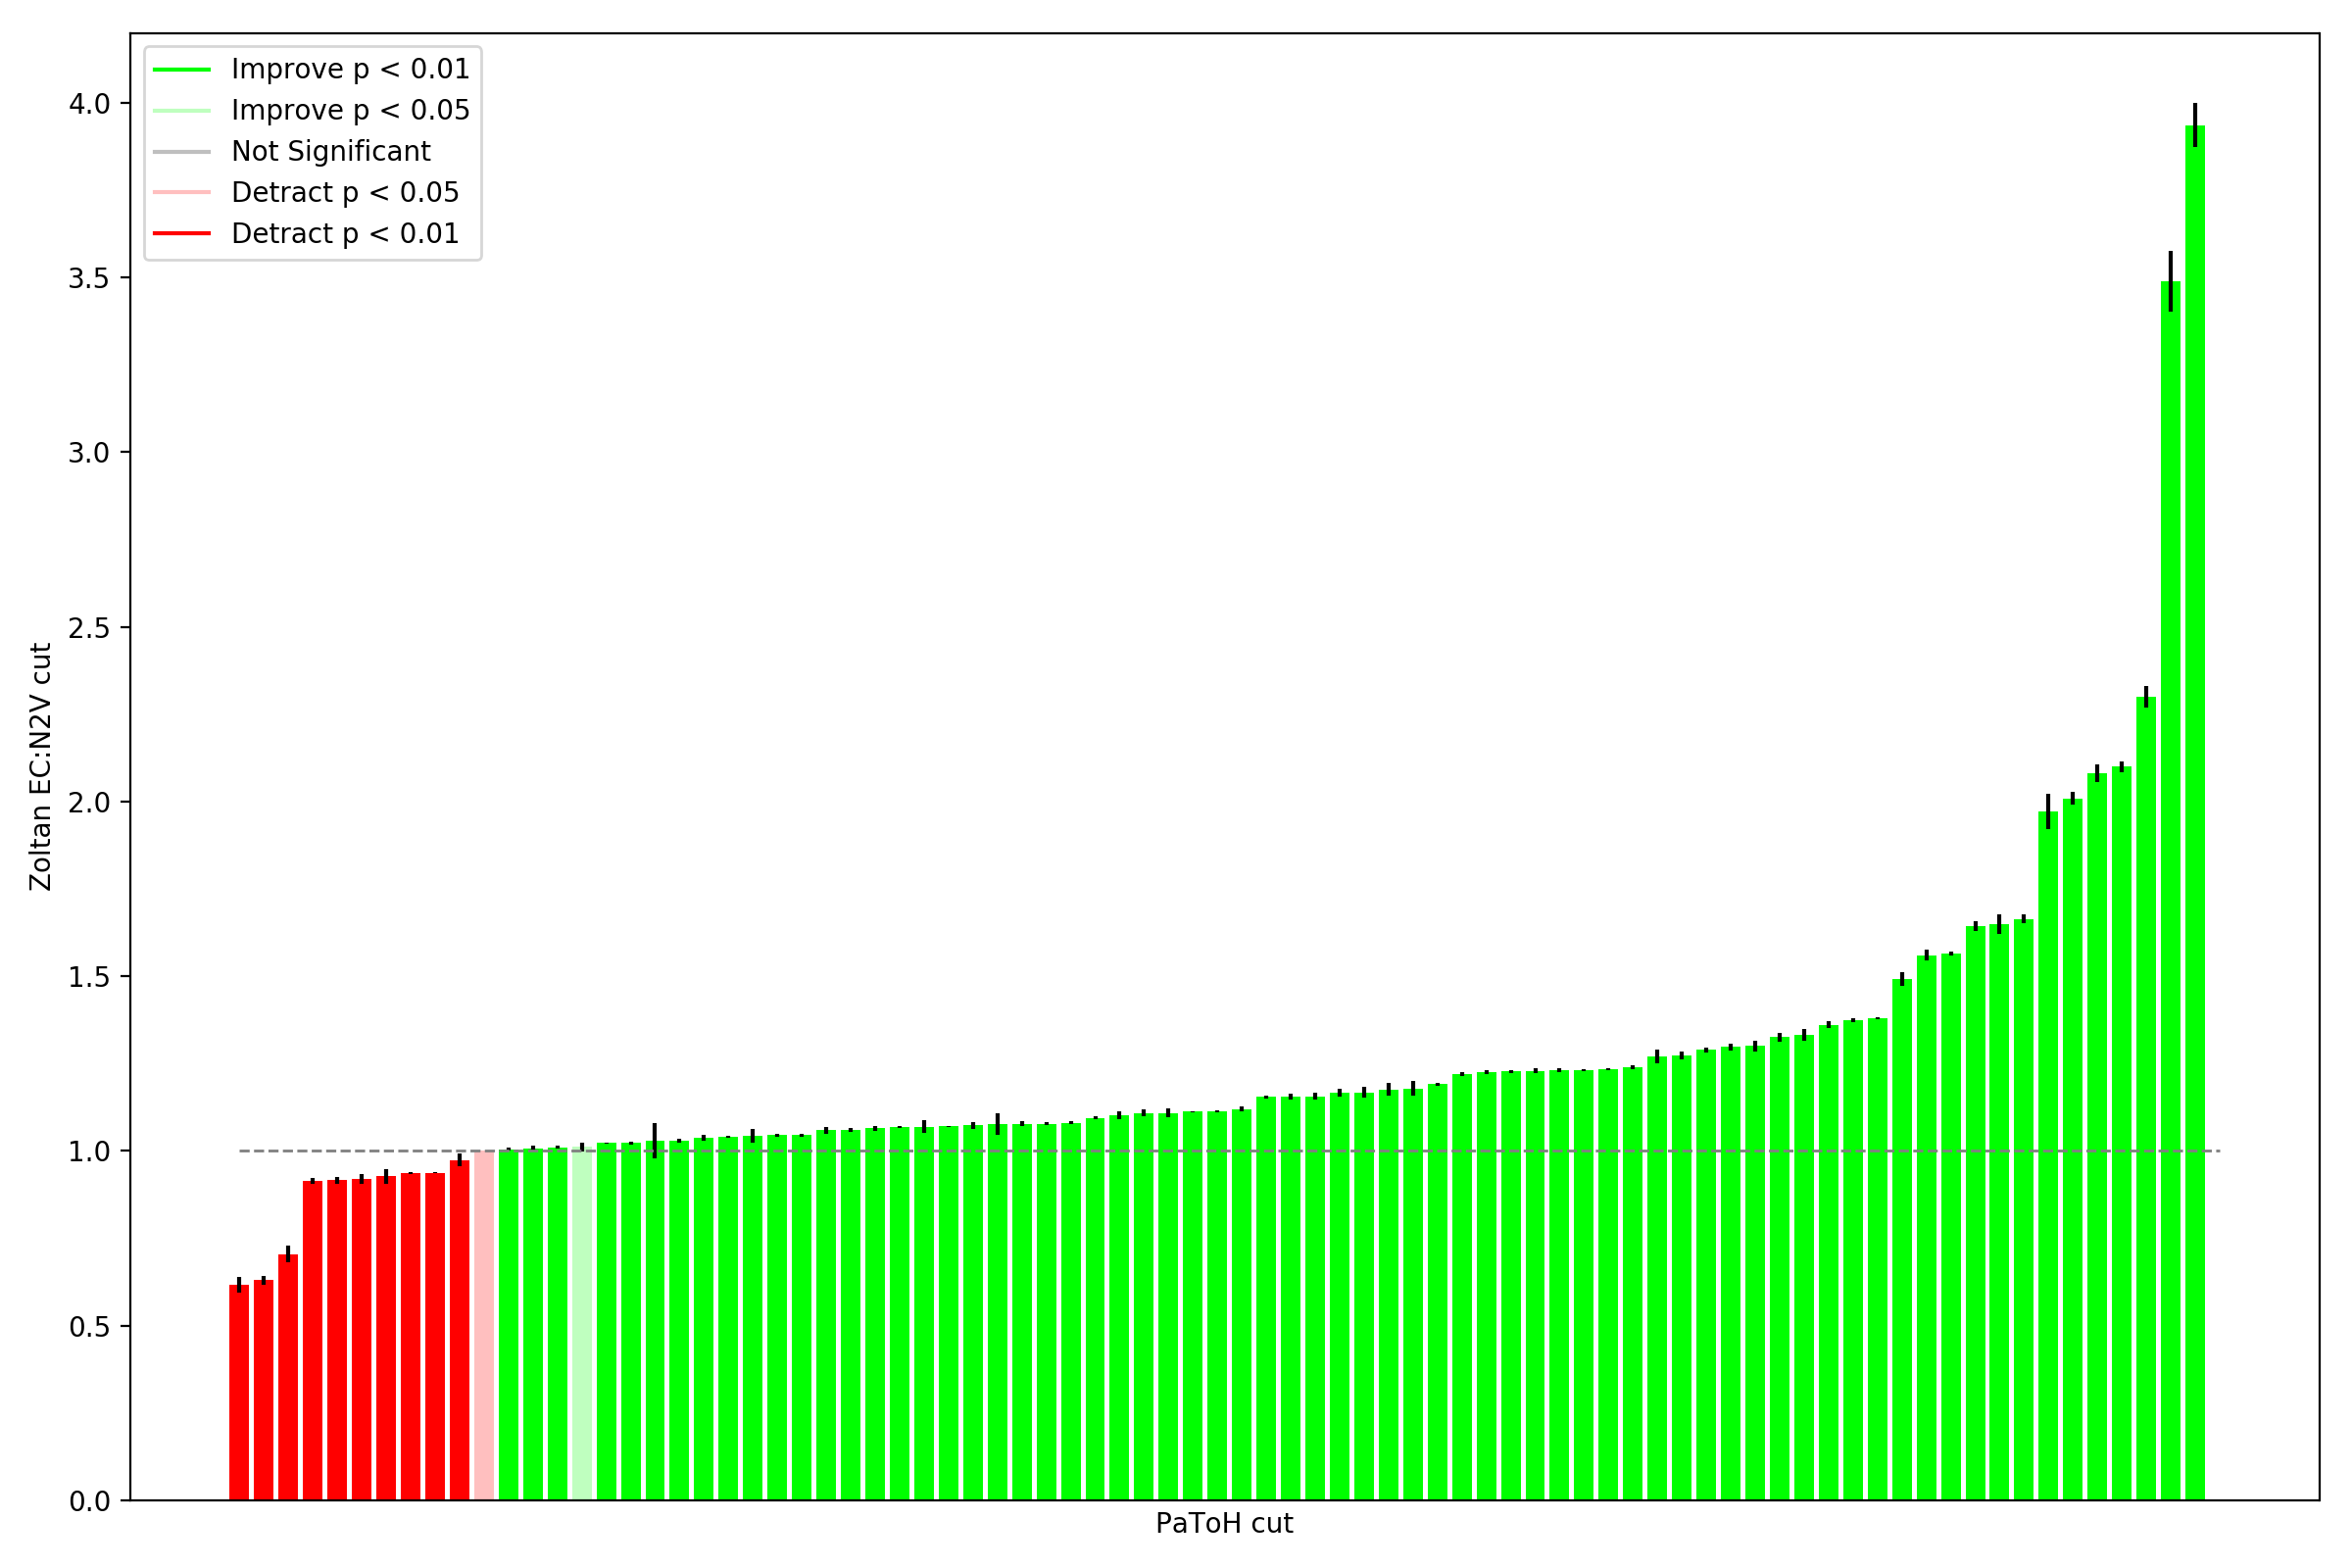 Improve p < 0.01
Improve p < 0.05
Not Significant
Detract p < 0.05
Detract p < 0.01
4.0
3.5
3.0
2.5
2.0
1.5
1.0
0.5
0.0
Zoltan EC:N2V cut
PaToH cut